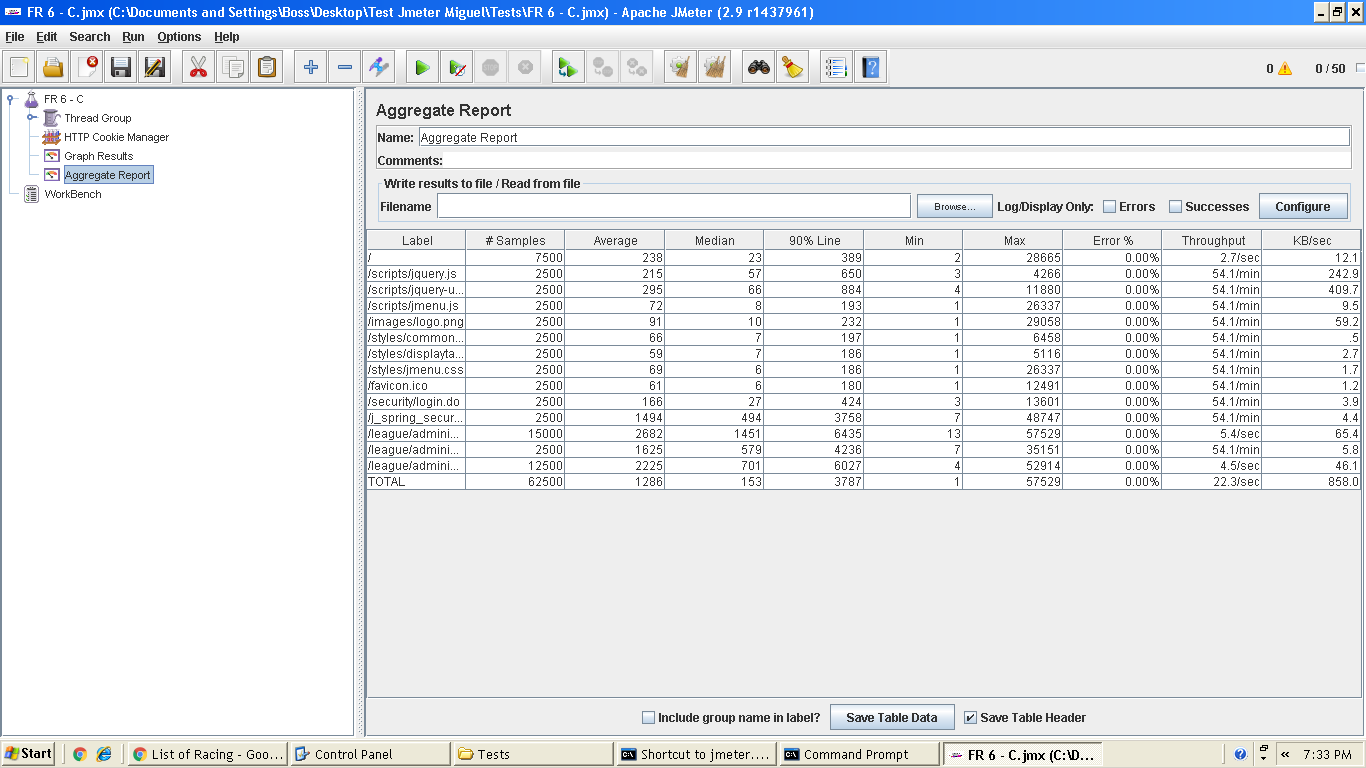 FR 6 - C.jmx (C:\Documents and Settings\Boss\Desktop\Test Jmeter Miguel\Tests\FR 6 - C.jmx) - Apache JMeter (2.9 r1437961)
File Edit Search Run Options Help
0 0 / 50
FR 6 - C
Thread Group
HTTP Cookie Manager
Graph Results
Aggregate Report
WorkBench
Aggregate Report
Name: Aggregate Report
Comments:
Write results to file / Read from file
Filename Browse... Log/Display Only: Errors Successes Configure
Label # Samples Average Median 90% Line Min Max Error % Throughput KB/sec
/ 7500 238 23 389 2 28665 0.00% 2.7/sec 12.1
/scripts/jquery.js 2500 215 57 650 3 4266 0.00% 54.1/min 242.9
/scripts/jquery-u... 2500 295 66 884 4 11880 0.00% 54.1/min 409.7
/scripts/jmenu.js 2500 72 8 193 1 26337 0.00% 54.1/min 9.5
/images/logo.png 2500 91 10 232 1 29058 0.00% 54.1/min 59.2
/styles/common... 2500 66 7 197 1 6458 0.00% 54.1/min .5
/styles/displayta... 2500 59 7 186 1 5116 0.00% 54.1/min 2.7
/styles/jmenu.css 2500 69 6 186 1 26337 0.00% 54.1/min 1.7
/favicon.ico 2500 61 6 180 1 12491 0.00% 54.1/min 1.2
/security/login.do 2500 166 27 424 3 13601 0.00% 54.1/min 3.9
/j_spring_secur... 2500 1494 494 3758 7 48747 0.00% 54.1/min 4.4
/league/admini... 15000 2682 1451 6435 13 57529 0.00% 5.4/sec 65.4
/league/admini... 2500 1625 579 4236 7 35151 0.00% 54.1/min 5.8
/league/admini... 12500 2225 701 6027 4 52914 0.00% 4.5/sec 46.1
TOTAL 62500 1286 153 3787 1 57529 0.00% 22.3/sec 858.0
Include group name in label? Save Table Data Save Table Header
Start List of Racing - Goo... Control Panel Tests Shortcut to jmeter.... Command Prompt FR 6 - C.jmx (C:\D... 7:33 PM